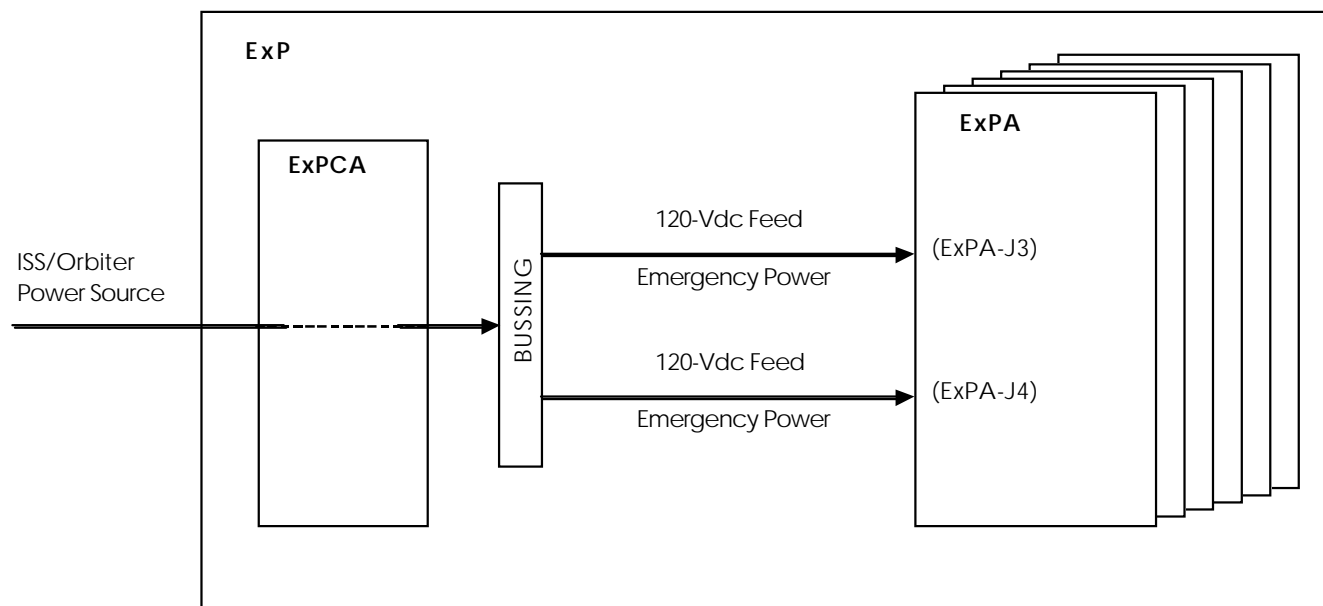 ExP
ExPCA
ExPA
ISS/Orbiter
Power Source
BUSSING
120-Vdc Feed
Emergency Power
(ExPA-J3)
120-Vdc Feed
Emergency Power
(ExPA-J4)